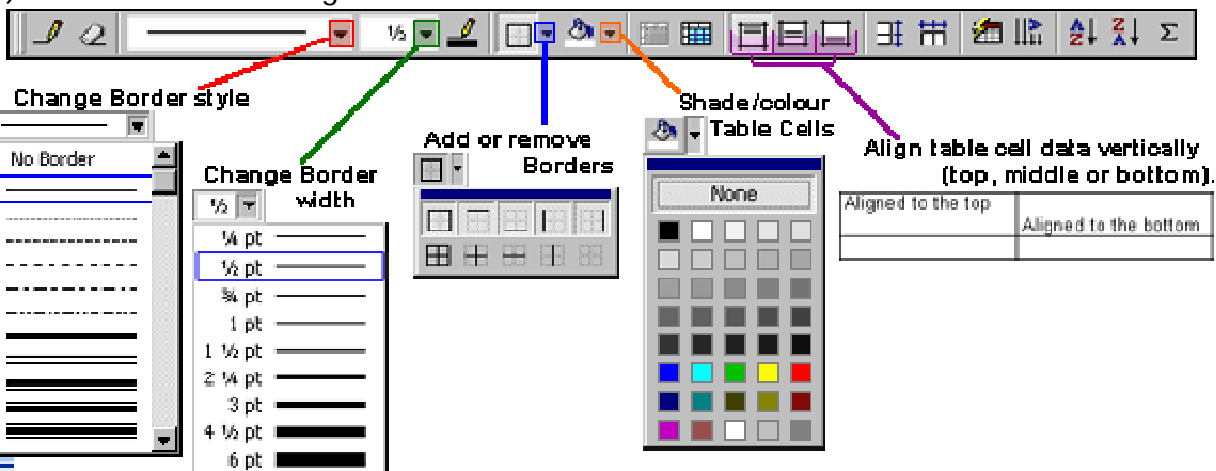 ½
Change Border style
No Border
Change Border
width
½
¼ pt
½ pt
¾ pt
1 pt
1 ½ pt
2 ¼ pt
3 pt
4 ½ pt
6 pt
Add or remove
Borders
Shade/colour
Table Cells
None
Align table cell data vertically
(top, middle or bottom).
Aligned to the top
Aligned to the bottom
A
Z
Z
A
Σ